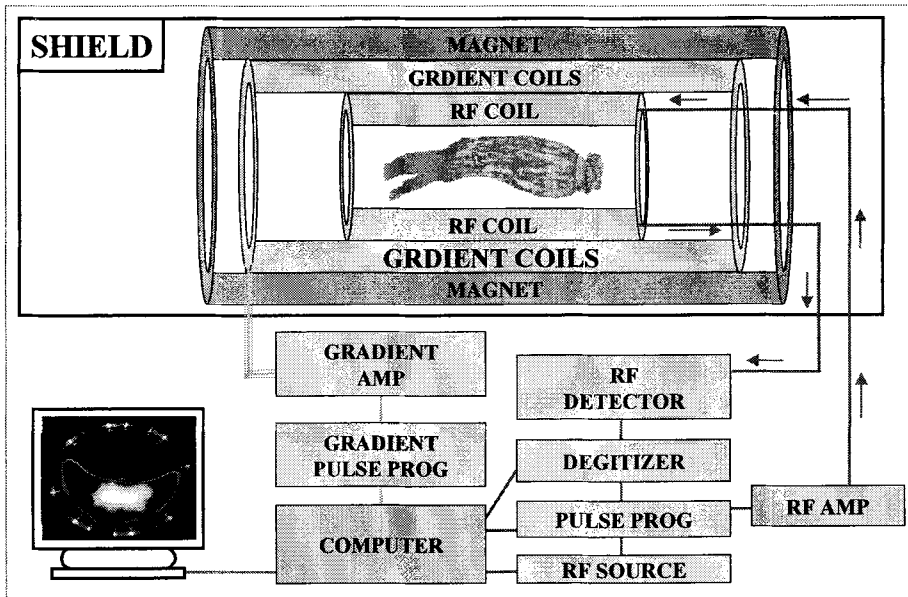 SHIELD
MAGNET
GRDIENT COILS
RF COIL
RF COIL
GRDIENT COILS
MAGNET
GRADIENT
AMP
RF
DETECTOR
GRADIENT
PULSE PROG
DEGITIZER
COMPUTER
PULSE PROG
RF AMP
RF SOURCE